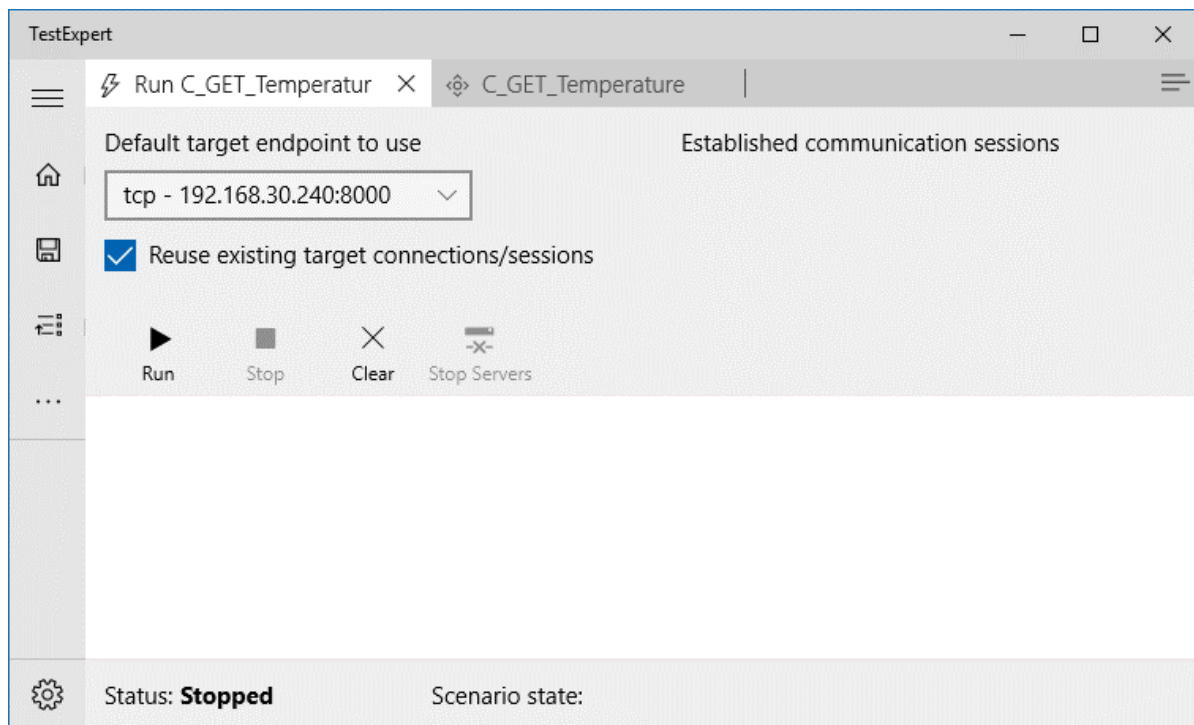 TestExpert
Run C_GET_Temperatur
C_GET_Temperature
Default target endpoint to use
Established communication sessions
tcp - 192.168.30.240:8000
Reuse existing target connections/sessions
Run
Stop
Clear
Stop Servers
Status: Stopped
Scenario state: